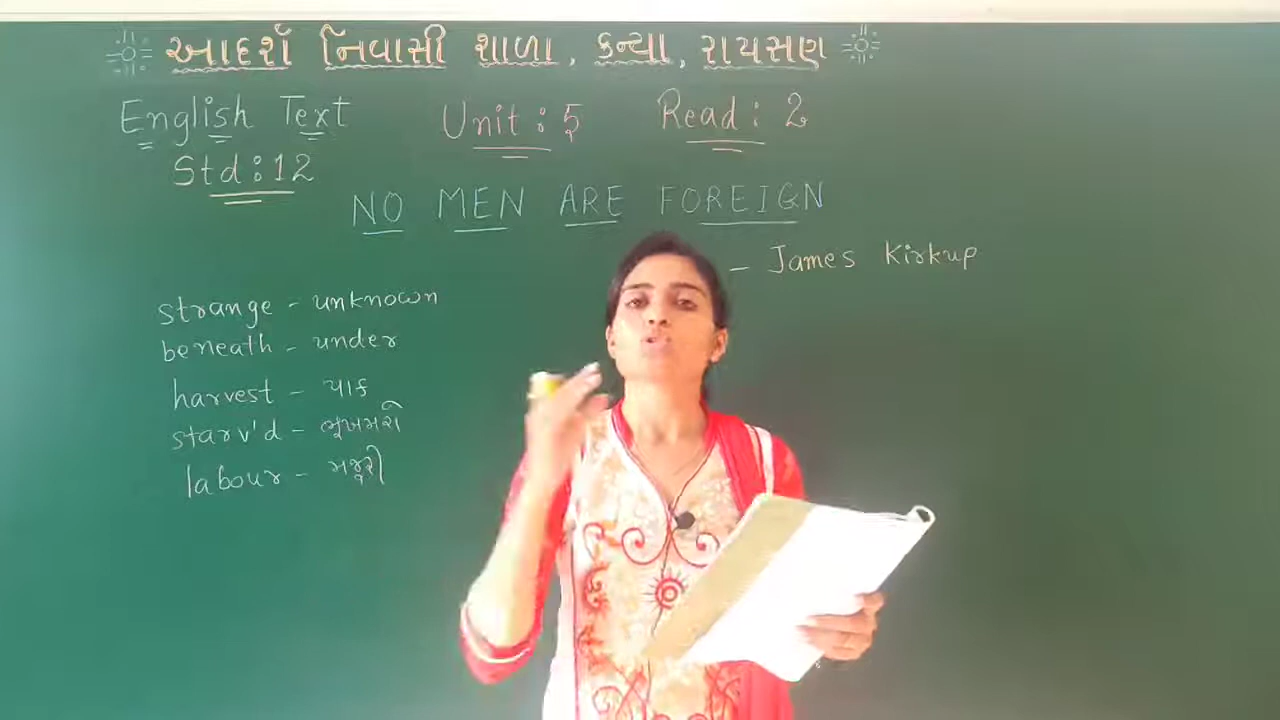 આદર્શ નિવાસી શાળા, કન્યા, રાયસણ
English Text Unit : 5 Read : 2
Std : 12
NO MEN ARE FOREIGN
- James Kirkup
strange - unknown
beneath - under
harvest - પાક
starv'd - ભૂખમરો
labour - મજૂરી